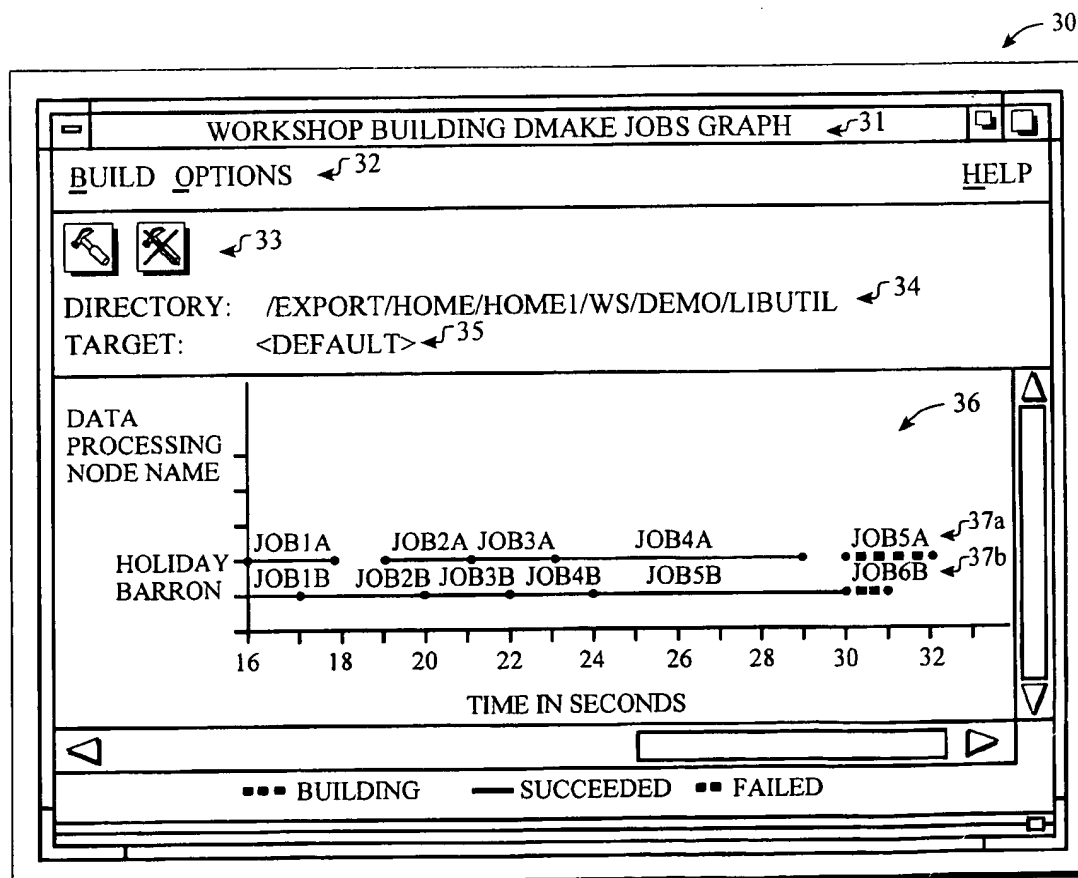 30
WORKSHOP BUILDING DMAKE JOBS GRAPH 31
BUILD OPTIONS 32 HELP
33
DIRECTORY: /EXPORT/HOME/HOME1/WS/DEMO/LIBUTIL 34
TARGET: <DEFAULT> 35
36
DATA
PROCESSING
NODE NAME
37a
JOB1A JOB2A JOB3A JOB4A JOB5A
HOLIDAY
37b
JOB1B JOB2B JOB3B JOB4B JOB5B JOB6B
BARRON
16 18 20 22 24 26 28 30 32
TIME IN SECONDS
BUILDING SUCCEEDED FAILED